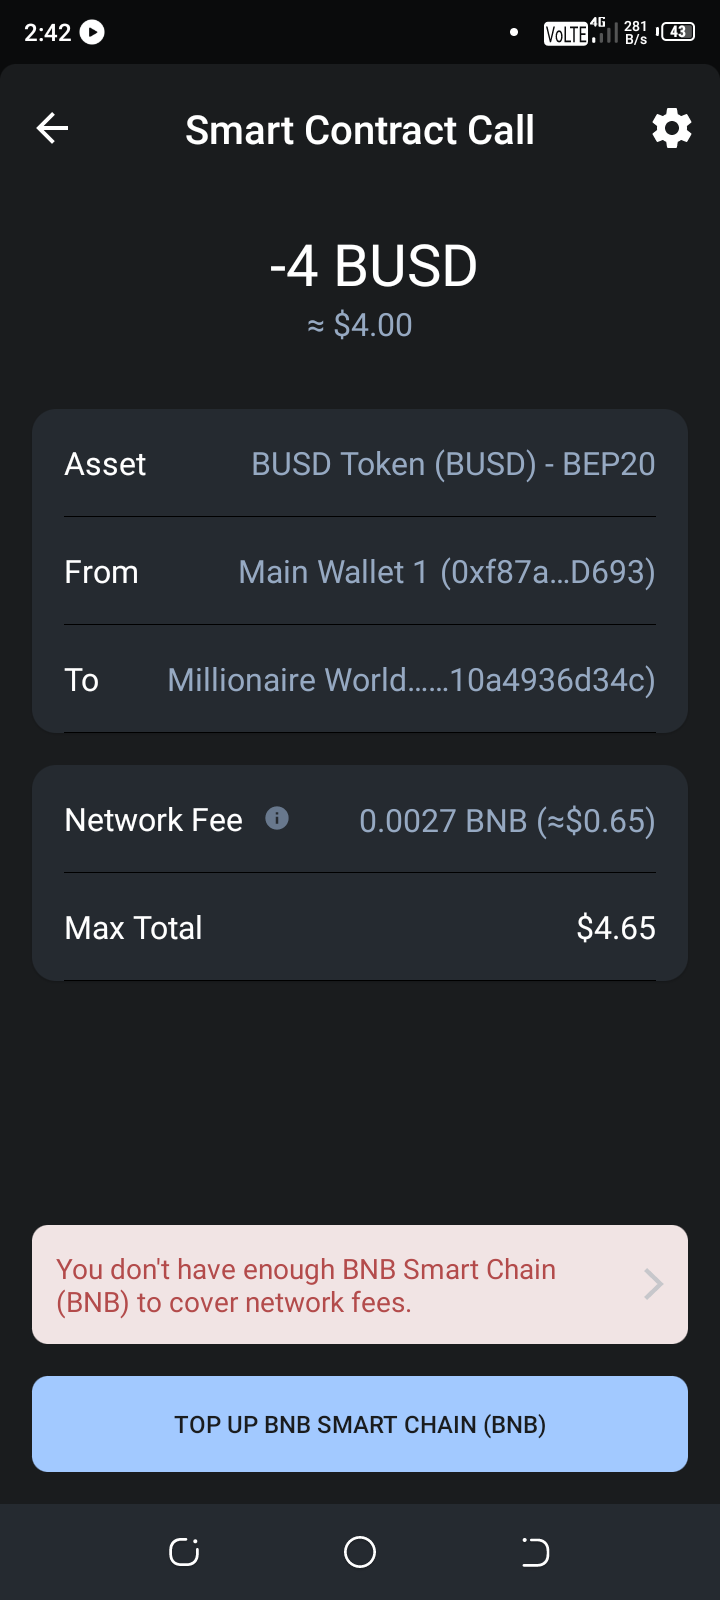 2:42
VoLTE 4G 281 B/s 43
Smart Contract Call
-4 BUSD
≈ $4.00
Asset BUSD Token (BUSD) - BEP20
From Main Wallet 1 (0xf87a...D693)
To Millionaire World......10a4936d34c)
Network Fee 0.0027 BNB (≈$0.65)
Max Total $4.65
You don't have enough BNB Smart Chain
(BNB) to cover network fees.
TOP UP BNB SMART CHAIN (BNB)